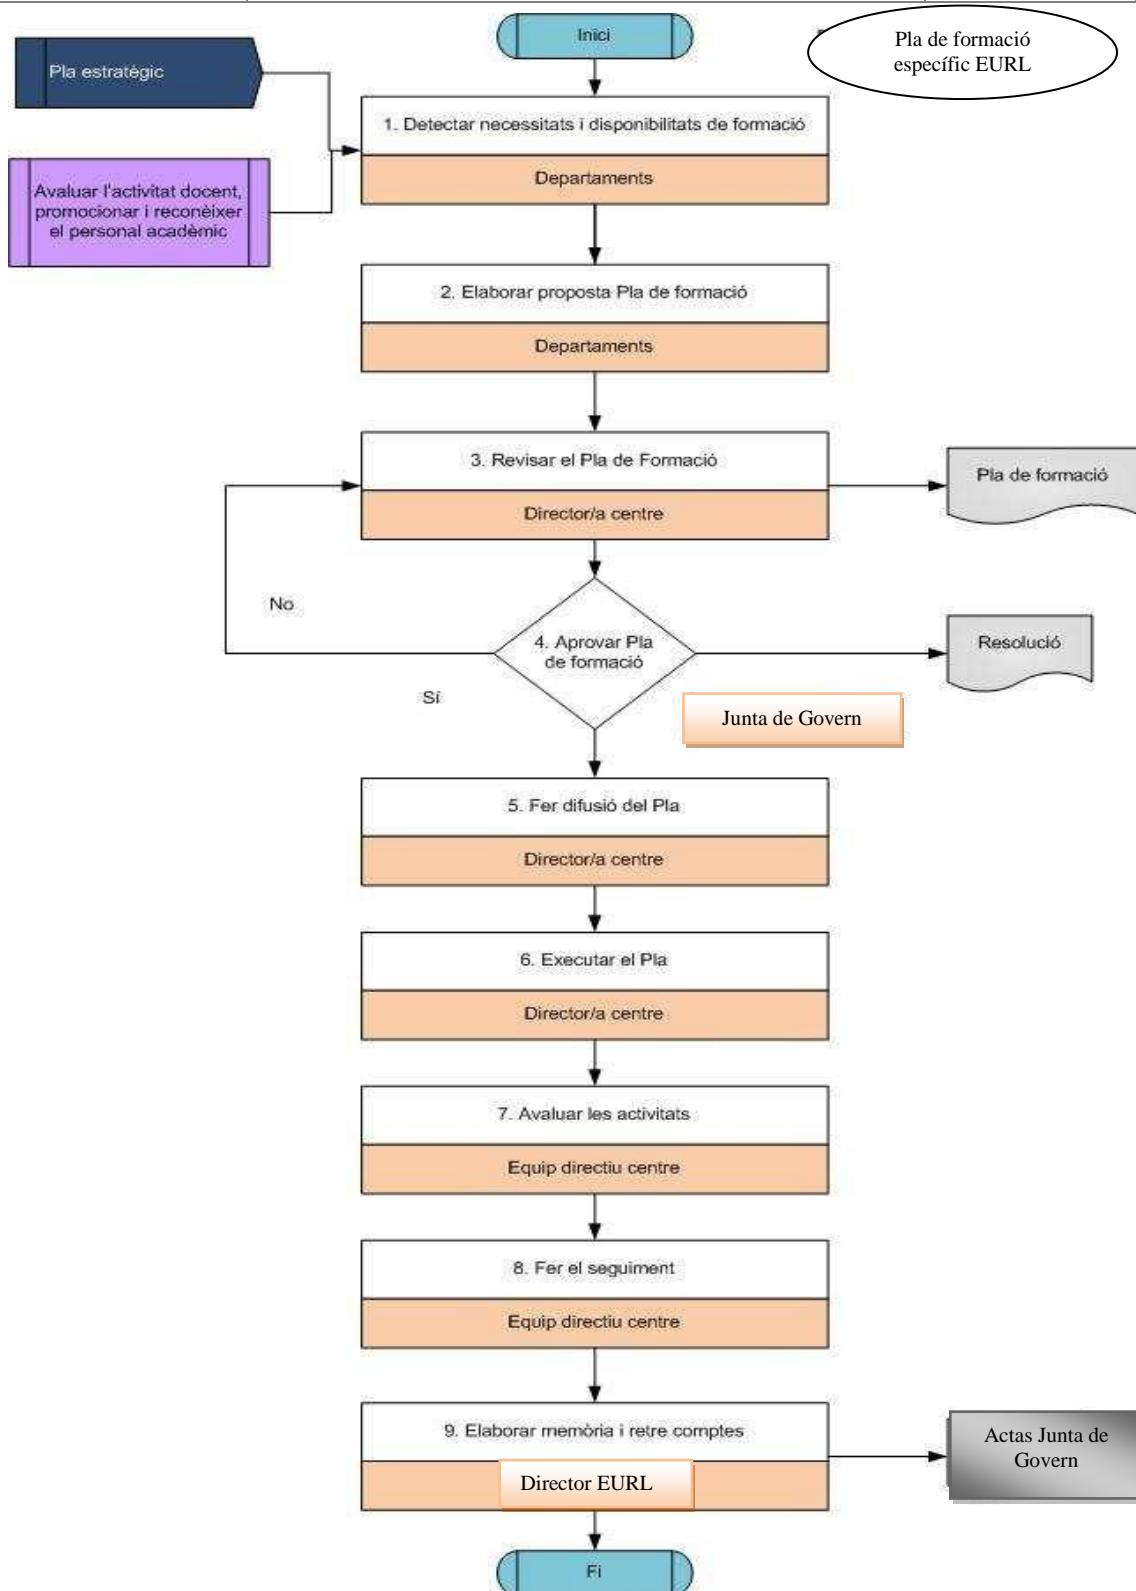 Inici
Pla de formació
específic EURL
Pla estratègic
1. Detectar necessitats i disponibilitats de formació
Departaments
Avaluar l'activitat docent,
promocionar i reconèixer
el personal acadèmic
2. Elaborar proposta Pla de formació
Departaments
3. Revisar el Pla de Formació
Director/a centre
Pla de formació
No
4. Aprovar Pla
de formació
Resolució
Sí
Junta de Govern
5. Fer difusió del Pla
Director/a centre
6. Executar el Pla
Director/a centre
7. Avaluar les activitats
Equip directiu centre
8. Fer el seguiment
Equip directiu centre
9. Elaborar memòria i retre comptes
Director EURL
Actas Junta de
Govern
Fi